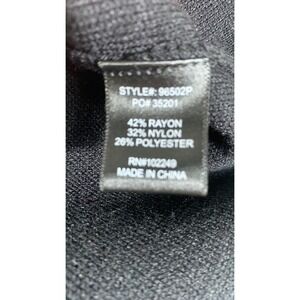 STYLE#: 96502P
PO# 35201
42% RAYON
32% NYLON
26% POLYESTER
RN#102249
MADE IN CHINA